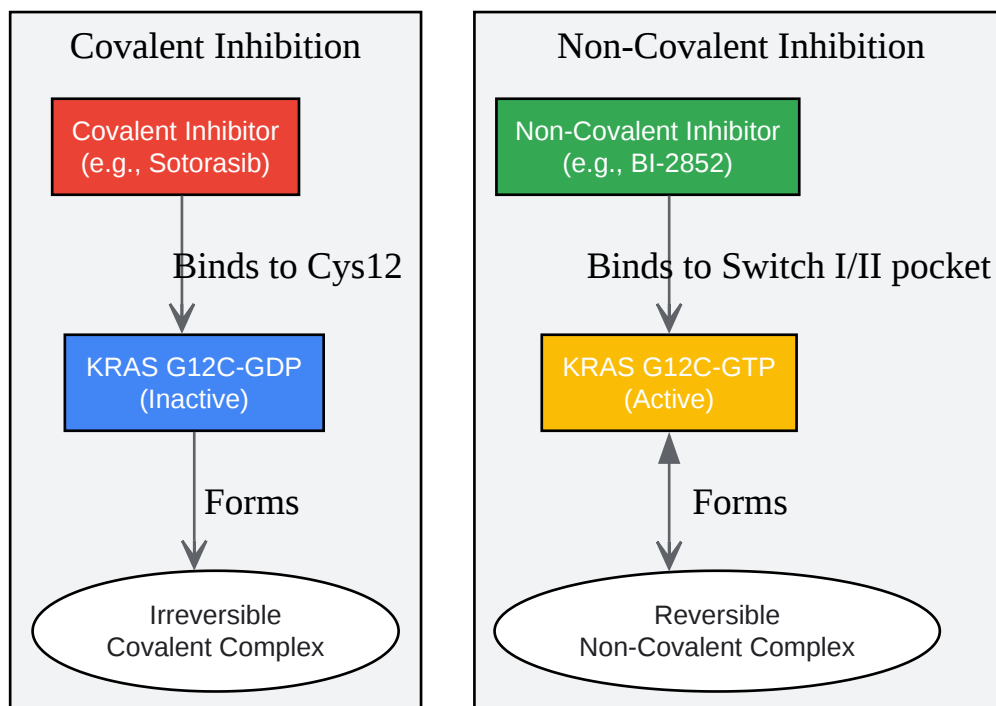 Covalent Inhibition
Covalent Inhibitor
(e.g., Sotorasib)
Binds to Cys12
KRAS G12C-GDP
(Inactive)
Forms
Irreversible
Covalent Complex
Non-Covalent Inhibition
Non-Covalent Inhibitor
(e.g., BI-2852)
Binds to Switch I/II pocket
KRAS G12C-GTP
(Active)
Forms
Reversible
Non-Covalent Complex